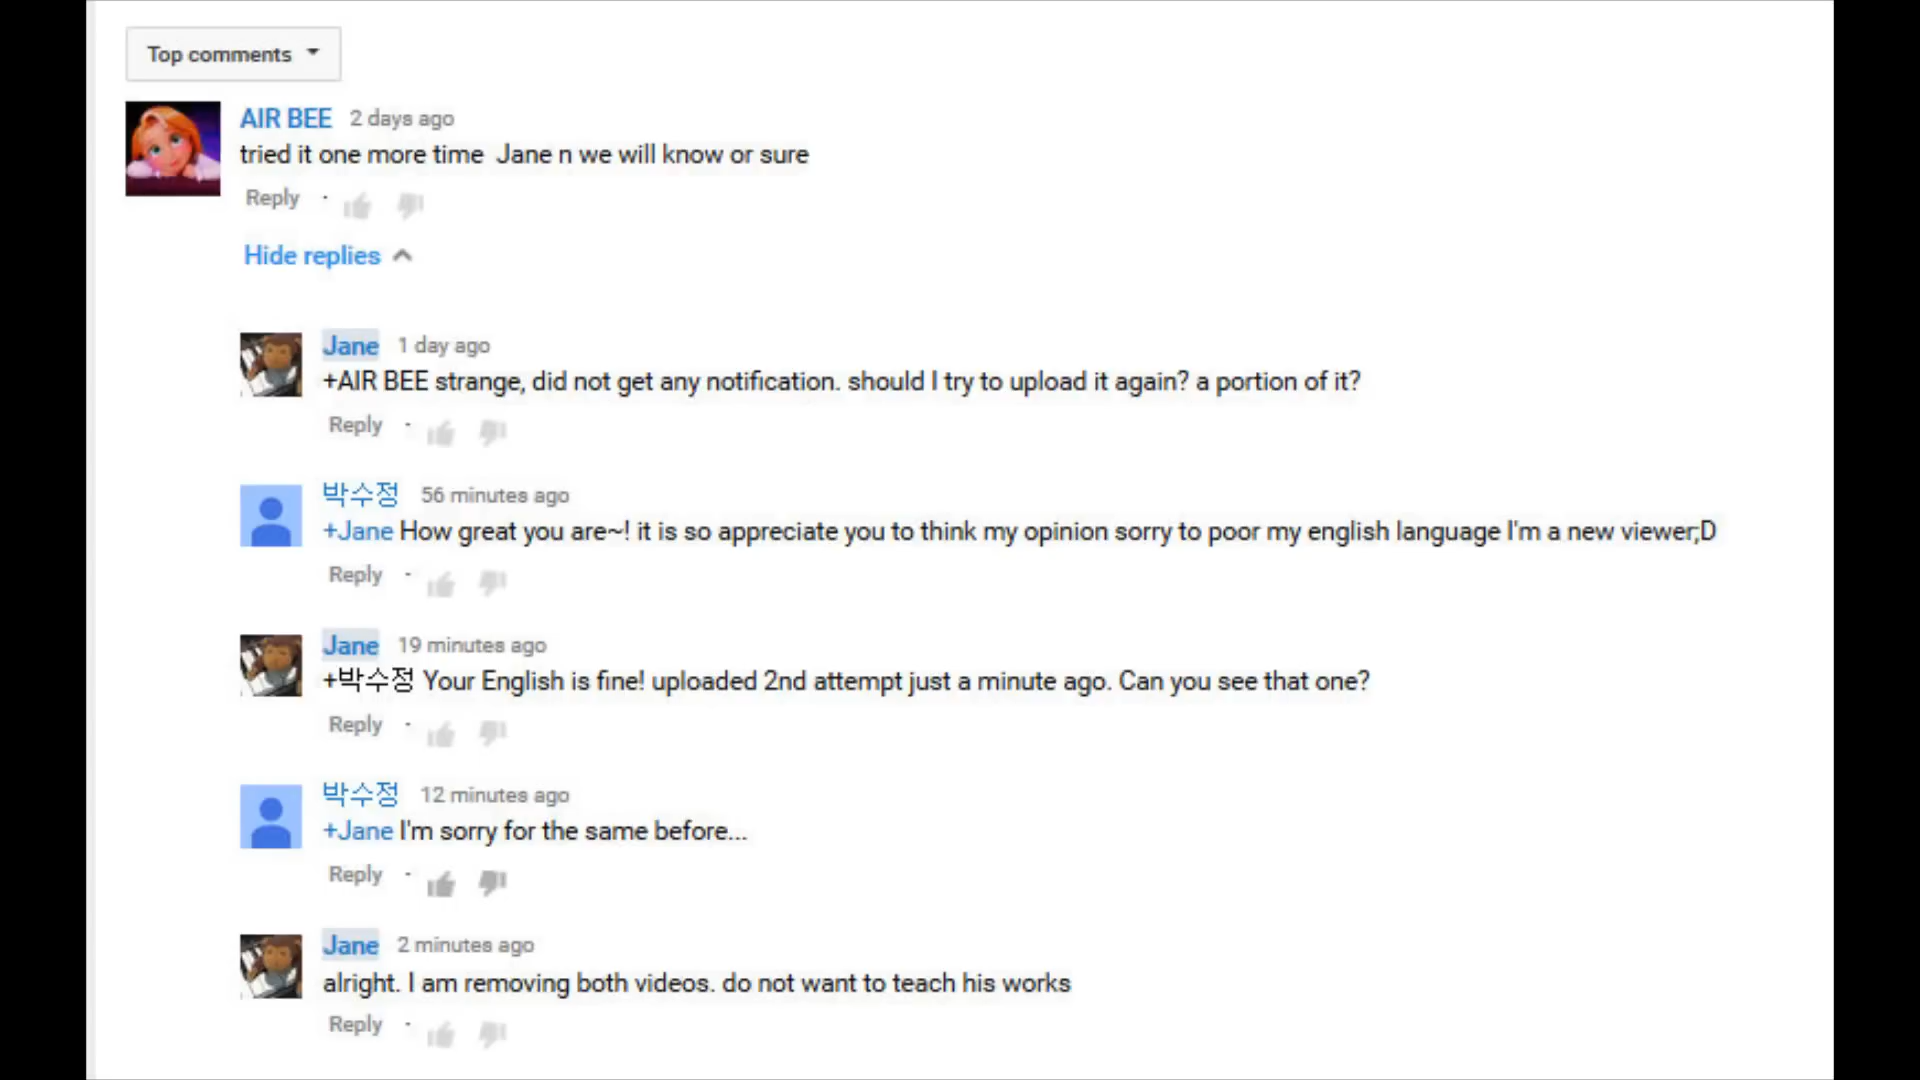 Top comments
AIR BEE 2 days ago
tried it one more time Jane n we will know or sure
Reply ·
Hide replies
Jane 1 day ago
+AIR BEE strange, did not get any notification. should I try to upload it again? a portion of it?
Reply ·
박수정 56 minutes ago
+Jane How great you are~! it is so appreciate you to think my opinion sorry to poor my english language I'm a new viewer;D
Reply ·
Jane 19 minutes ago
+박수정 Your English is fine! uploaded 2nd attempt just a minute ago. Can you see that one?
Reply ·
박수정 12 minutes ago
+Jane I'm sorry for the same before...
Reply ·
Jane 2 minutes ago
alright. I am removing both videos. do not want to teach his works
Reply ·